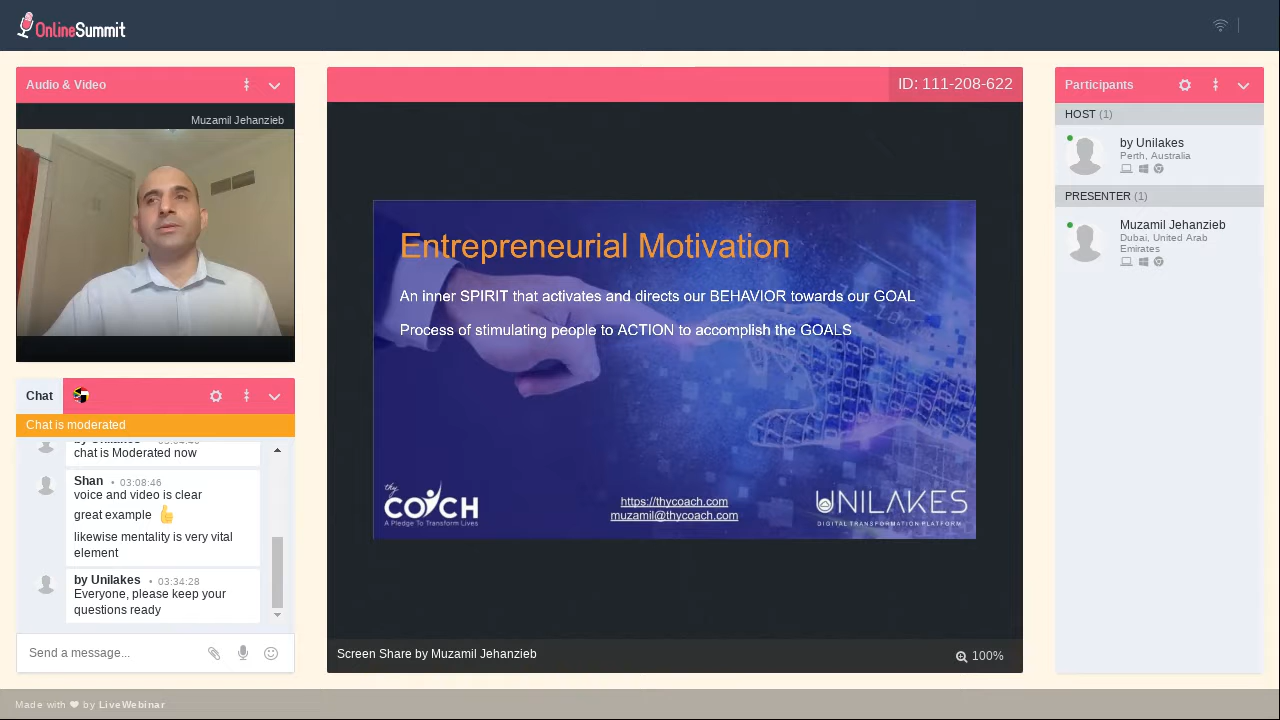 OnLineSummit
Audio & Video
Muzamil Jehanzieb
Chat
Chat is moderated
by Unilakes
chat is Moderated now
Shan • 03:08:46
voice and video is clear
great example
likewise mentality is very vital
element
by Unilakes • 03:34:28
Everyone, please keep your
questions ready
Send a message...
ID: 111-208-622
Entrepreneurial Motivation
An inner SPIRIT that activates and directs our BEHAVIOR towards our GOAL
Process of stimulating people to ACTION to accomplish the GOALS
thy
COACH
A Pledge To Transform Lives
https://thycoach.com
muzamil@thycoach.com
UNILAKES
DIGITAL TRANSFORMATION PLATFORM
Screen Share by Muzamil Jehanzieb
100%
Participants
HOST (1)
by Unilakes
Perth, Australia
PRESENTER (1)
Muzamil Jehanzieb
Dubai, United Arab
Emirates
Made with ❤ by LiveWebinar